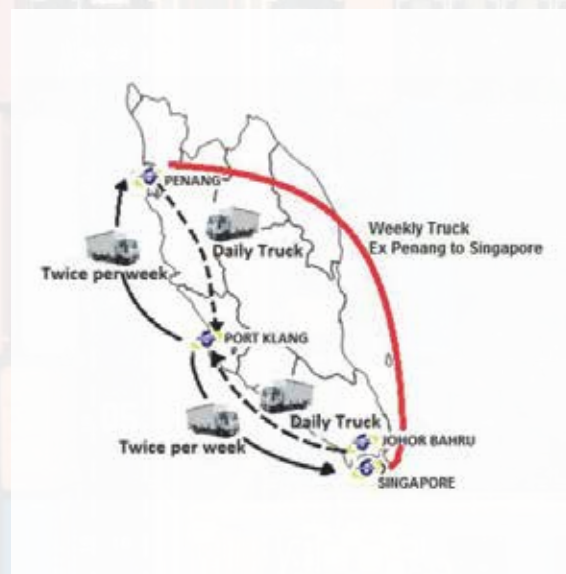 PENANG
Daily Truck
Weekly Truck
Ex Penang to Singapore
Twice per week
PORT KLANG
Daily Truck
Twice per week
JOHOR BAHRU
SINGAPORE